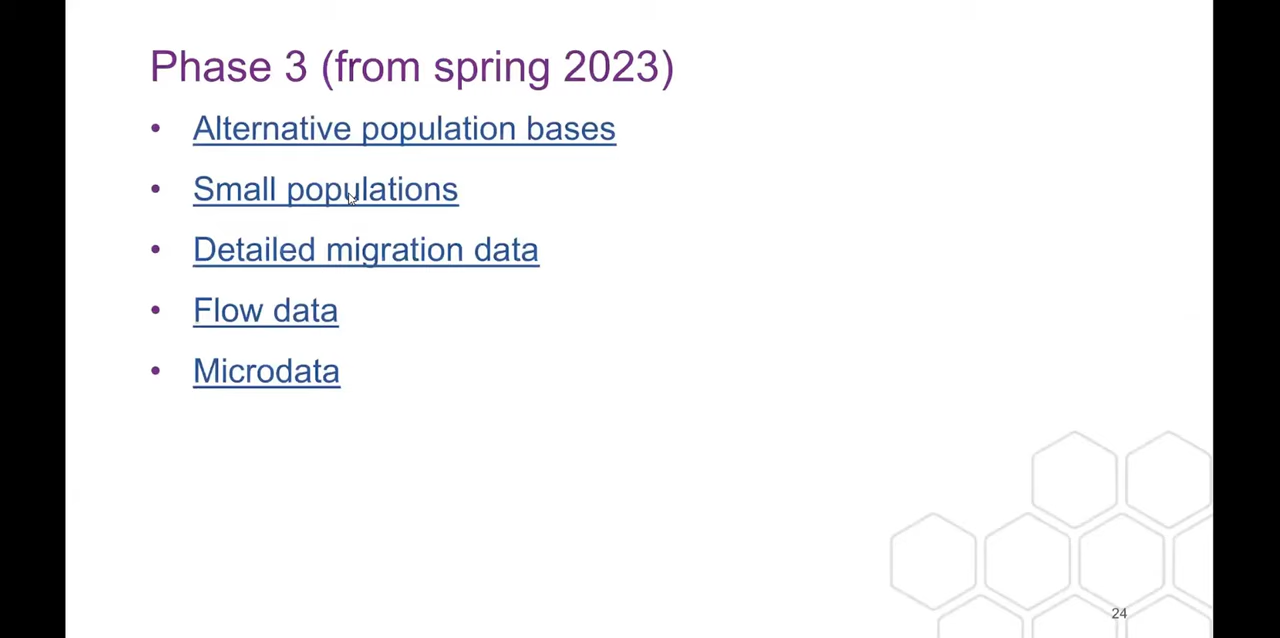 Phase 3 (from spring 2023)
• Alternative population bases
• Small populations
• Detailed migration data
• Flow data
• Microdata
24